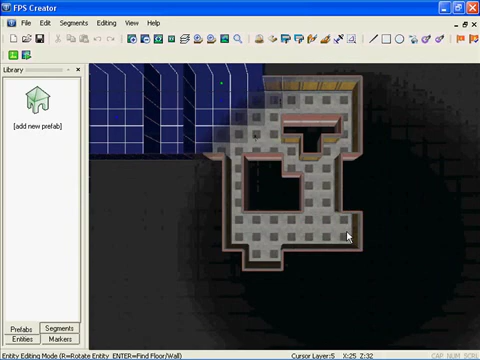 FPS Creator
File Edit Segments Editing View Help
Library
[add new prefab]
Prefabs Segments
Entities Markers
Entity Editing Mode (R=Rotate Entity ENTER=Find Floor/Wall) Cursor Layer:5 X:25 Z:32 CAP NUM SCRL